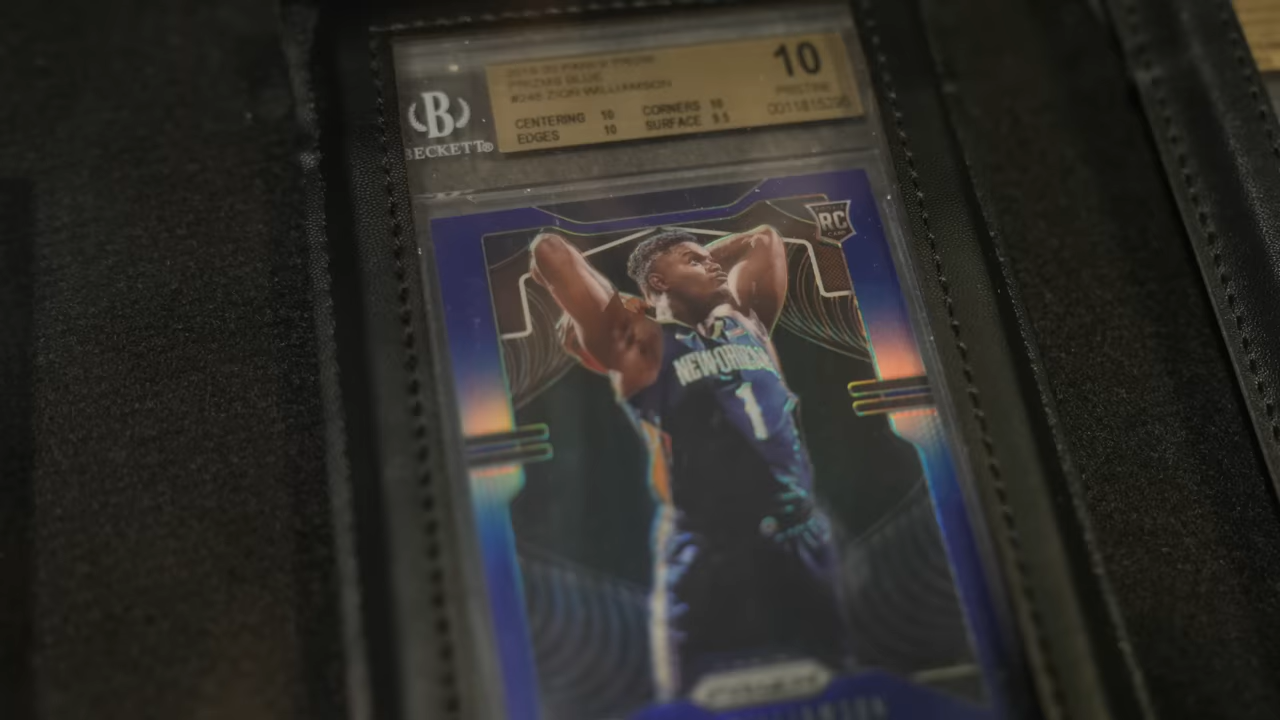 2019-20 PANINI PRIZM
PRIZMS BLUE
#248 ZION WILLIAMSON
10
PRISTINE
CENTERING 10 CORNERS 10
EDGES 10 SURFACE 9.5
B
BECKETT®
RC
NEW ORLEANS
1
PRIZM